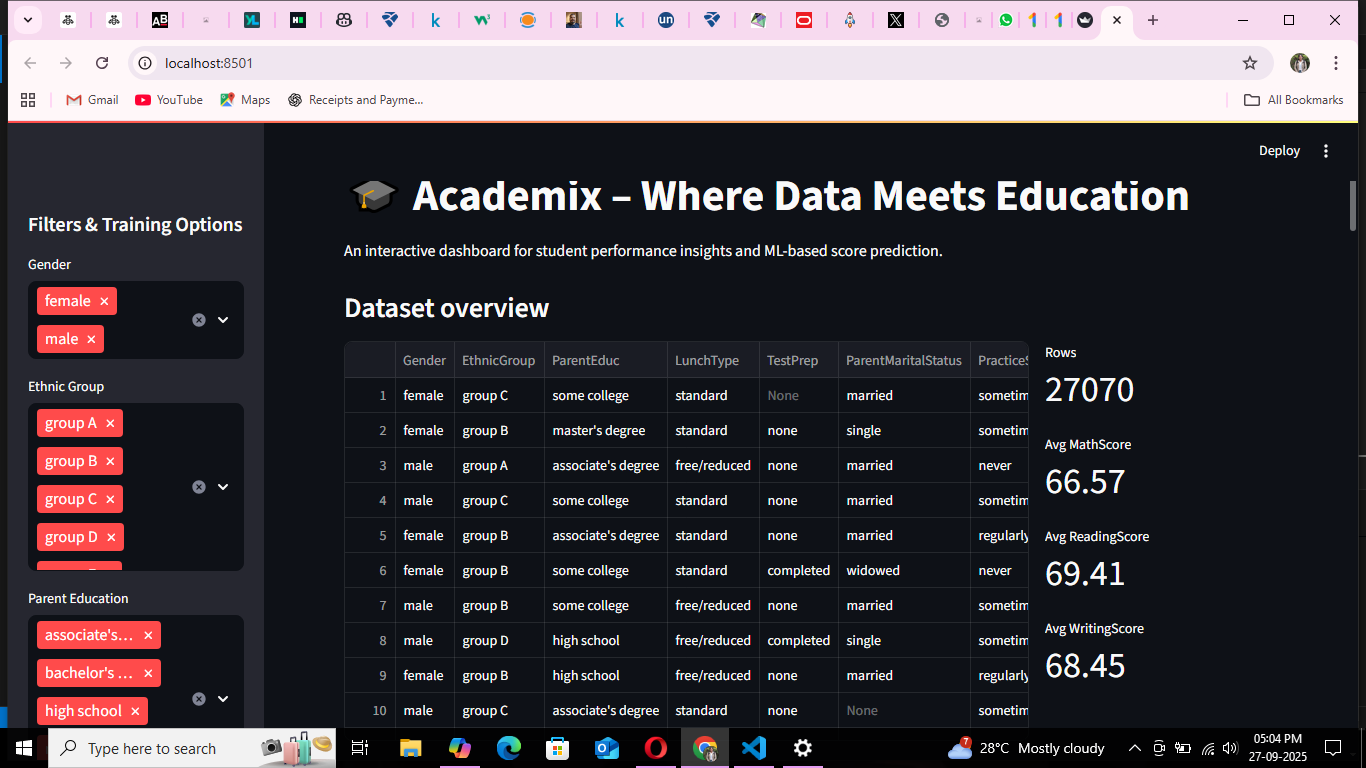 localhost:8501
Gmail
YouTube
Maps
Receipts and Payme...
All Bookmarks
Deploy
Filters & Training Options
Gender
female
male
Ethnic Group
group A
group B
group C
group D
Parent Education
associate's...
bachelor's ...
high school
🎓 Academix – Where Data Meets Education
An interactive dashboard for student performance insights and ML-based score prediction.
Dataset overview
Gender EthnicGroup ParentEduc LunchType TestPrep ParentMaritalStatus PracticeS
1 female group C some college standard None married sometim
2 female group B master's degree standard none single sometim
3 male group A associate's degree free/reduced none married never
4 male group C some college standard none married sometim
5 female group B associate's degree standard none married regularly
6 female group B some college standard completed widowed never
7 male group B some college free/reduced none married sometim
8 male group D high school free/reduced completed single sometim
9 female group B high school free/reduced none married regularly
10 male group C associate's degree standard none None sometim
Rows
27070
Avg MathScore
66.57
Avg ReadingScore
69.41
Avg WritingScore
68.45
Type here to search
7
28°C Mostly cloudy
05:04 PM
27-09-2025